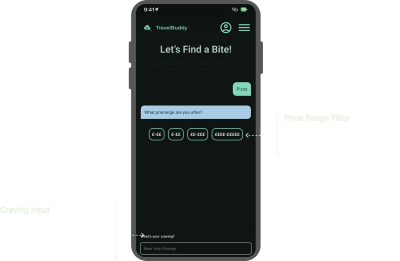 9:41
TravelBuddy
Let's Find a Bite!
Pizza
What pricerange are you after?
£-££
£-££
££-£££
££££-£££££
Price Range Filter
Craving Input
What's your craving?
Enter Your Cravings